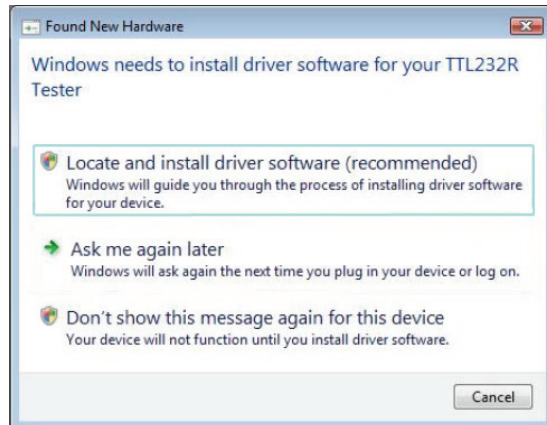 Found New Hardware
Windows needs to install driver software for your TTL232R
Tester
Locate and install driver software (recommended)
Windows will guide you through the process of installing driver software
for your device.
Ask me again later
Windows will ask again the next time you plug in your device or log on.
Don't show this message again for this device
Your device will not function until you install driver software.
Cancel